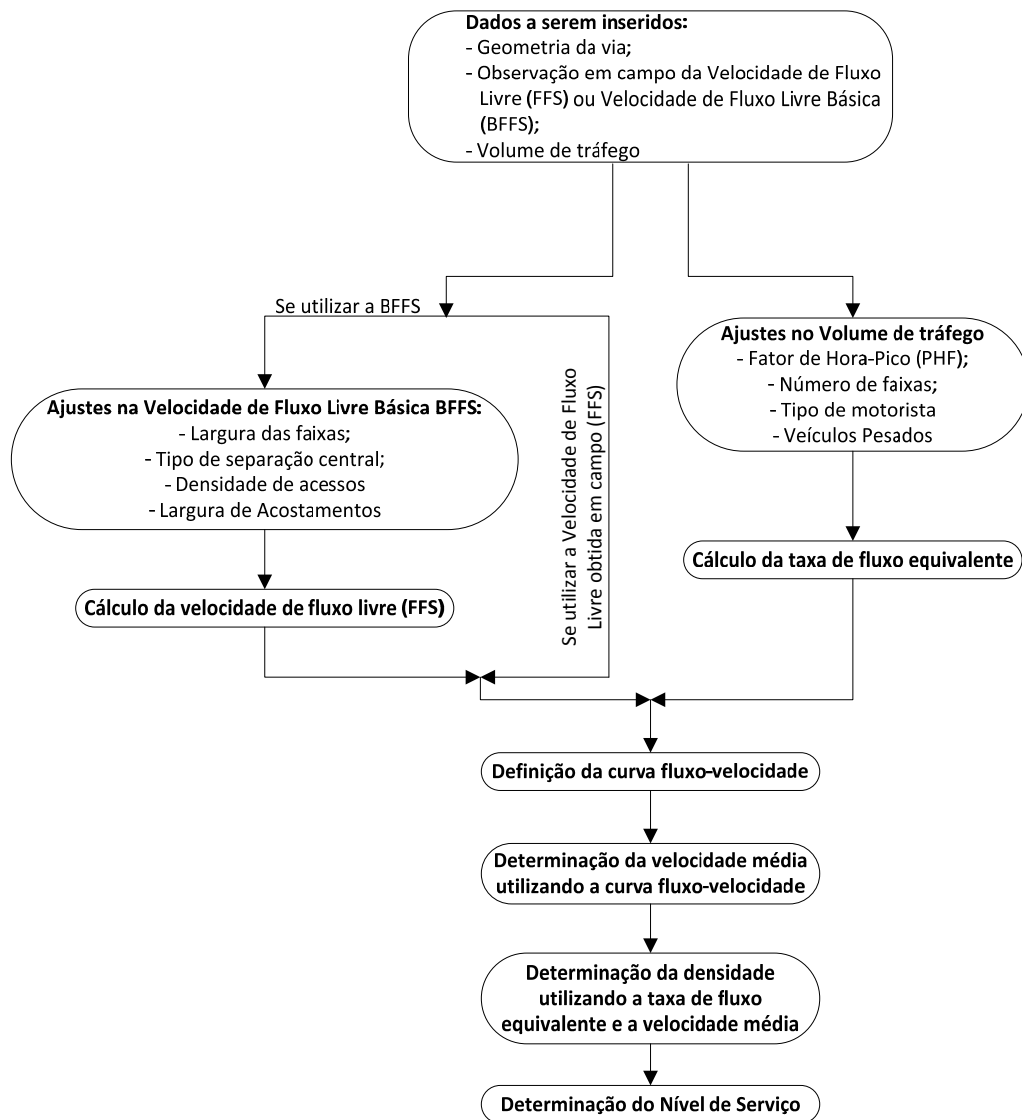 Dados a serem inseridos:
- Geometria da via;
- Observação em campo da Velocidade de Fluxo
Livre (FFS) ou Velocidade de Fluxo Livre Básica
(BFFS);
- Volume de tráfego
Se utilizar a BFFS
Ajustes na Velocidade de Fluxo Livre Básica BFFS:
- Largura das faixas;
- Tipo de separação central;
- Densidade de acessos
- Largura de Acostamentos
Cálculo da velocidade de fluxo livre (FFS)
Se utilizar a Velocidade de Fluxo
Livre obtida em campo (FFS)
Ajustes no Volume de tráfego
- Fator de Hora-Pico (PHF);
- Número de faixas;
- Tipo de motorista
- Veículos Pesados
Cálculo da taxa de fluxo equivalente
Definição da curva fluxo-velocidade
Determinação da velocidade média
utilizando a curva fluxo-velocidade
Determinação da densidade
utilizando a taxa de fluxo
equivalente e a velocidade média
Determinação do Nível de Serviço